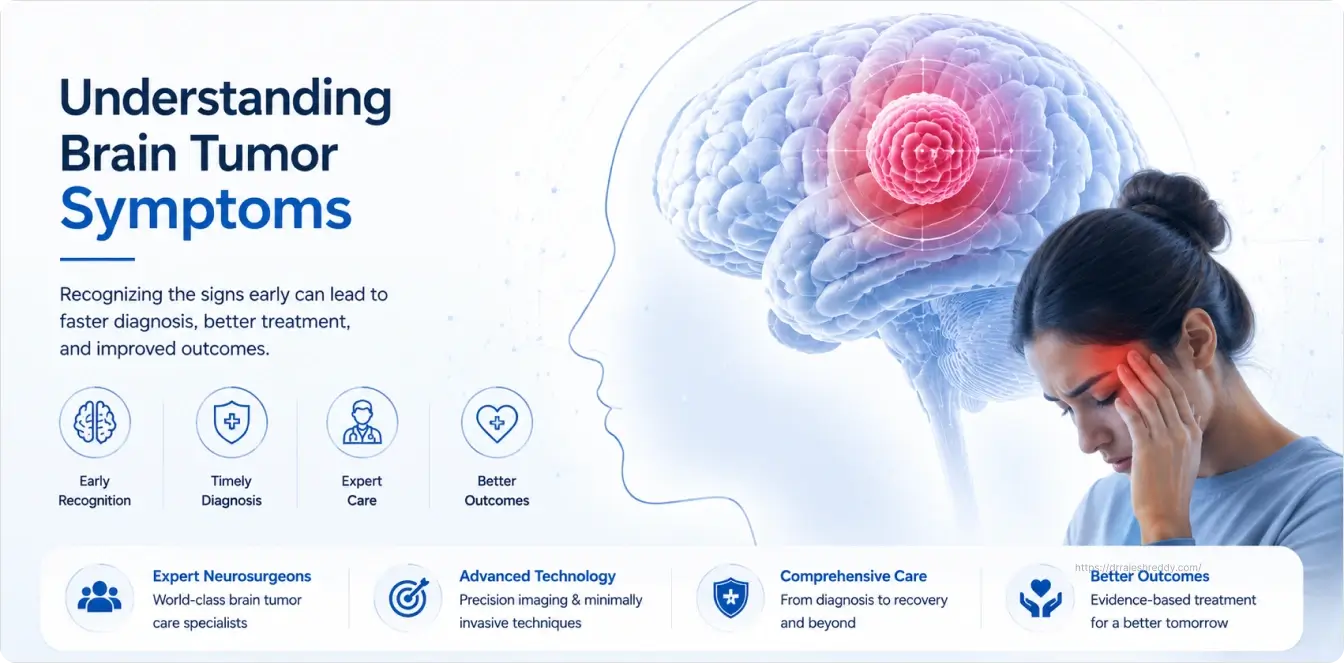 Understanding
Brain Tumor
Symptoms
Recognizing the signs early can lead to
faster diagnosis, better treatment,
and improved outcomes.
Early
Recognition
Timely
Diagnosis
Expert
Care
Better
Outcomes
Expert Neurosurgeons
World-class brain tumor
care specialists
Advanced Technology
Precision imaging & minimally
invasive techniques
Comprehensive Care
From diagnosis to recovery
and beyond
https://drrajeshreddy.com/
Better Outcomes
Evidence-based treatment
for a better tomorrow